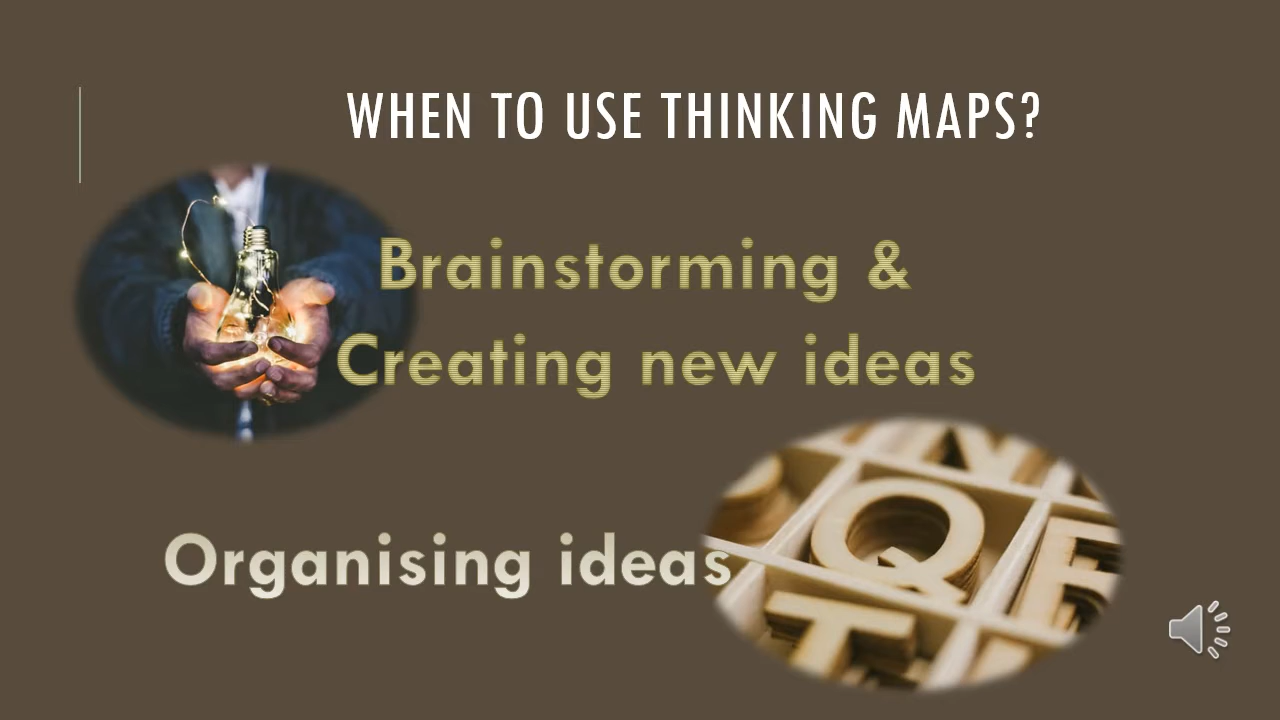 WHEN TO USE THINKING MAPS?
Brainstorming &
Creating new ideas
Organising ideas
Q
T